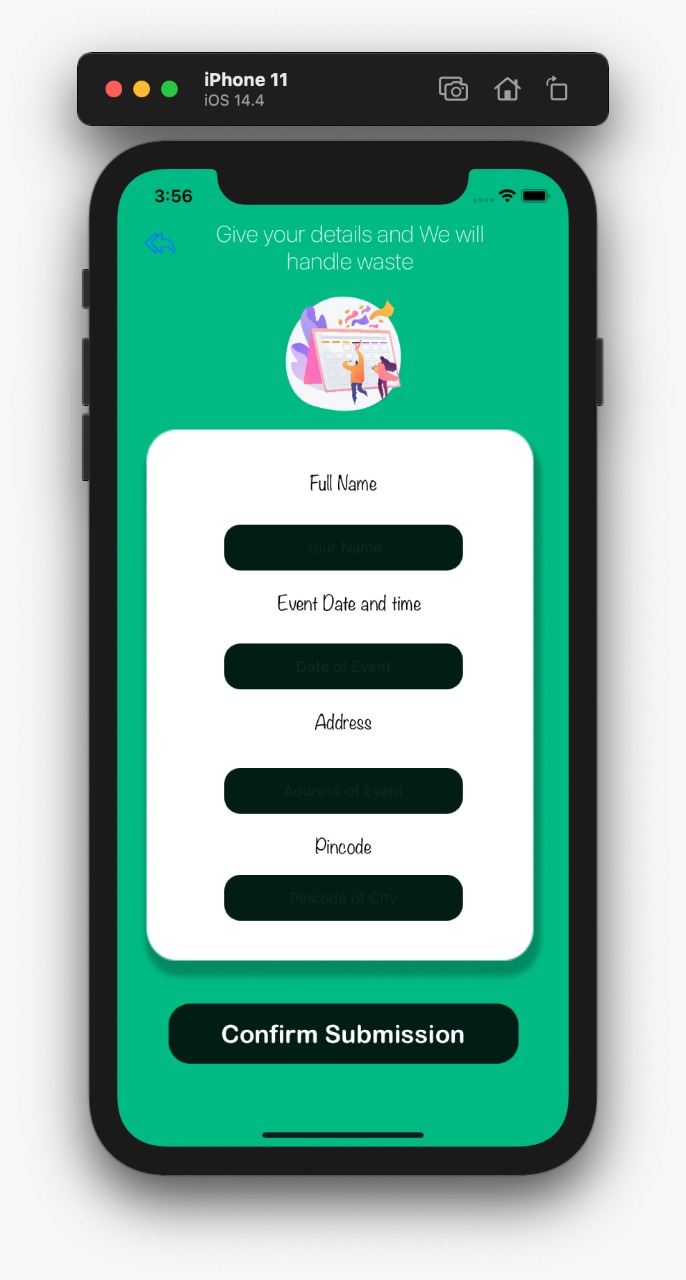 iPhone 11
iOS 14.4
3:56
Give your details and We will
handle waste
Full Name
Your Name
Event Date and time
Date of Event
Address
Address of Event
Pincode
Pincode of City
Confirm Submission